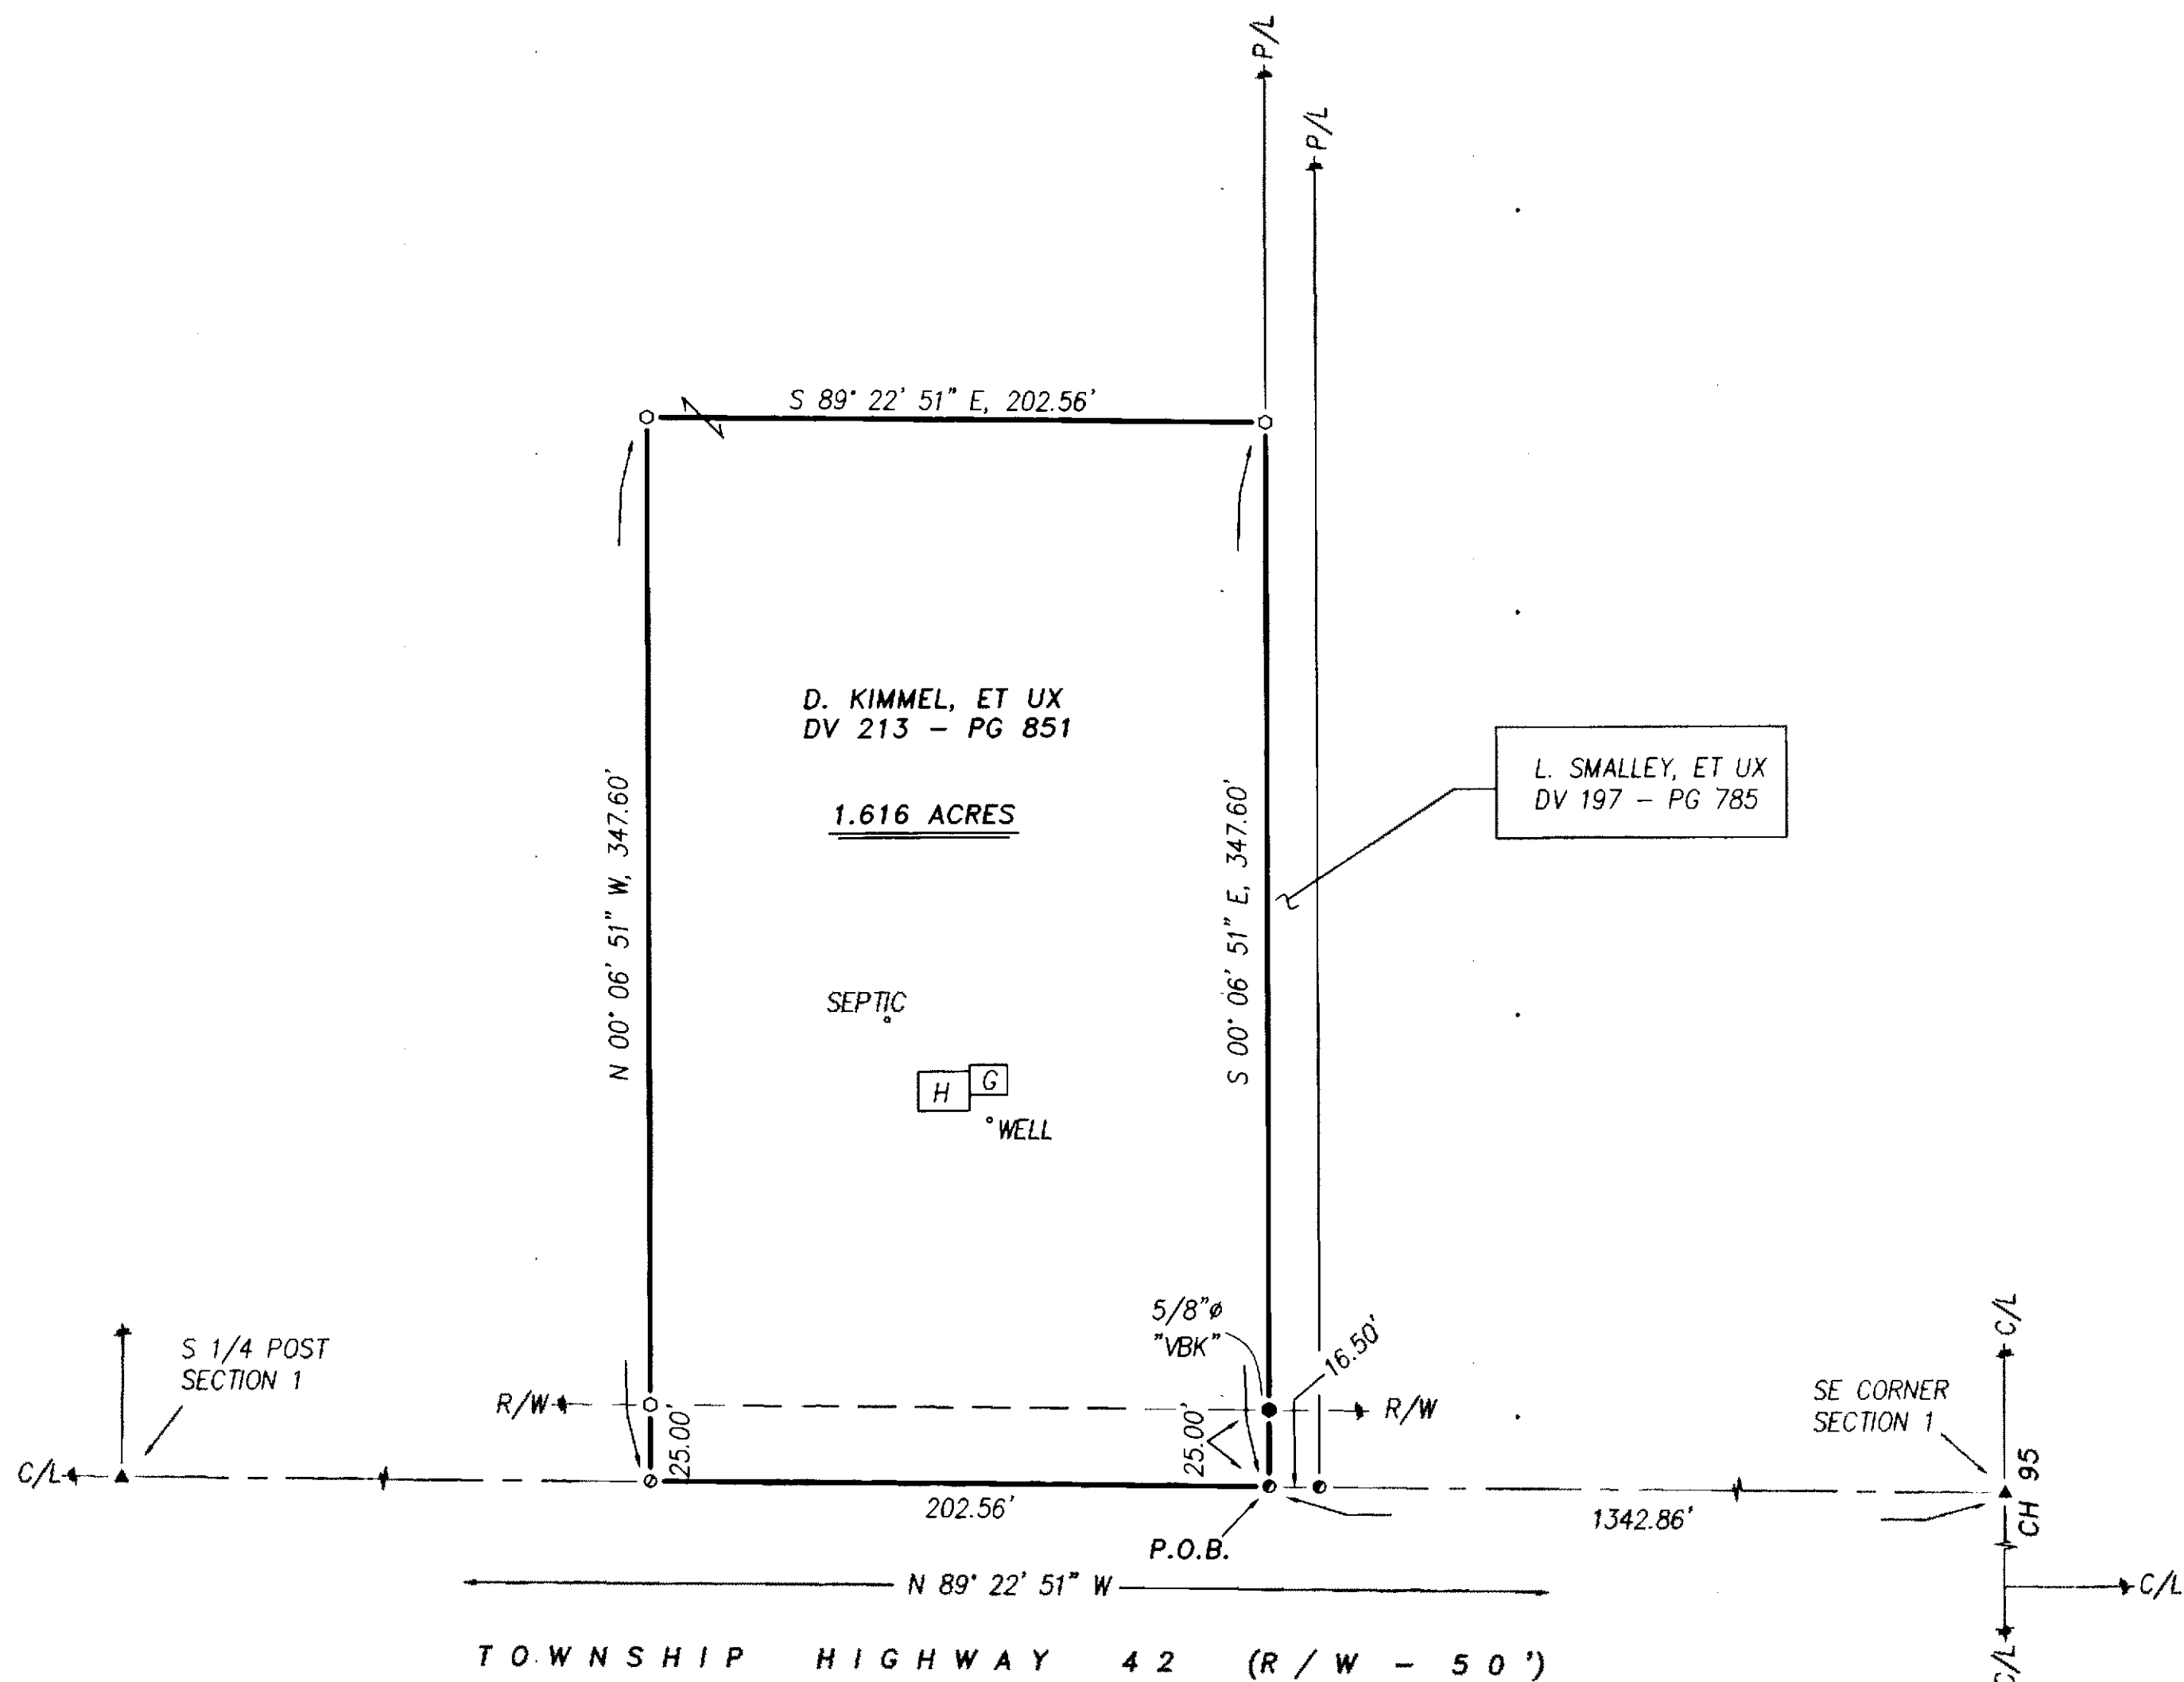 P/L
P/L
S 89° 22' 51" E, 202.56'
D. KIMMEL, ET UX
DV 213 – PG 851
1.616 ACRES
N 00° 06' 51" W, 347.60'
S 00° 06' 51" E, 347.60'
L. SMALLEY, ET UX
DV 197 – PG 785
SEPTIC
H
G
WELL
5/8"ø
"VBK"
16.50'
S 1/4 POST
SECTION 1
R/W
R/W
25.00'
25.00'
SE CORNER
SECTION 1
C/L
C/L
CH 95
202.56'
1342.86'
P.O.B.
N 89° 22' 51" W
C/L
C/L
TOWNSHIP HIGHWAY 42 (R/W – 50')